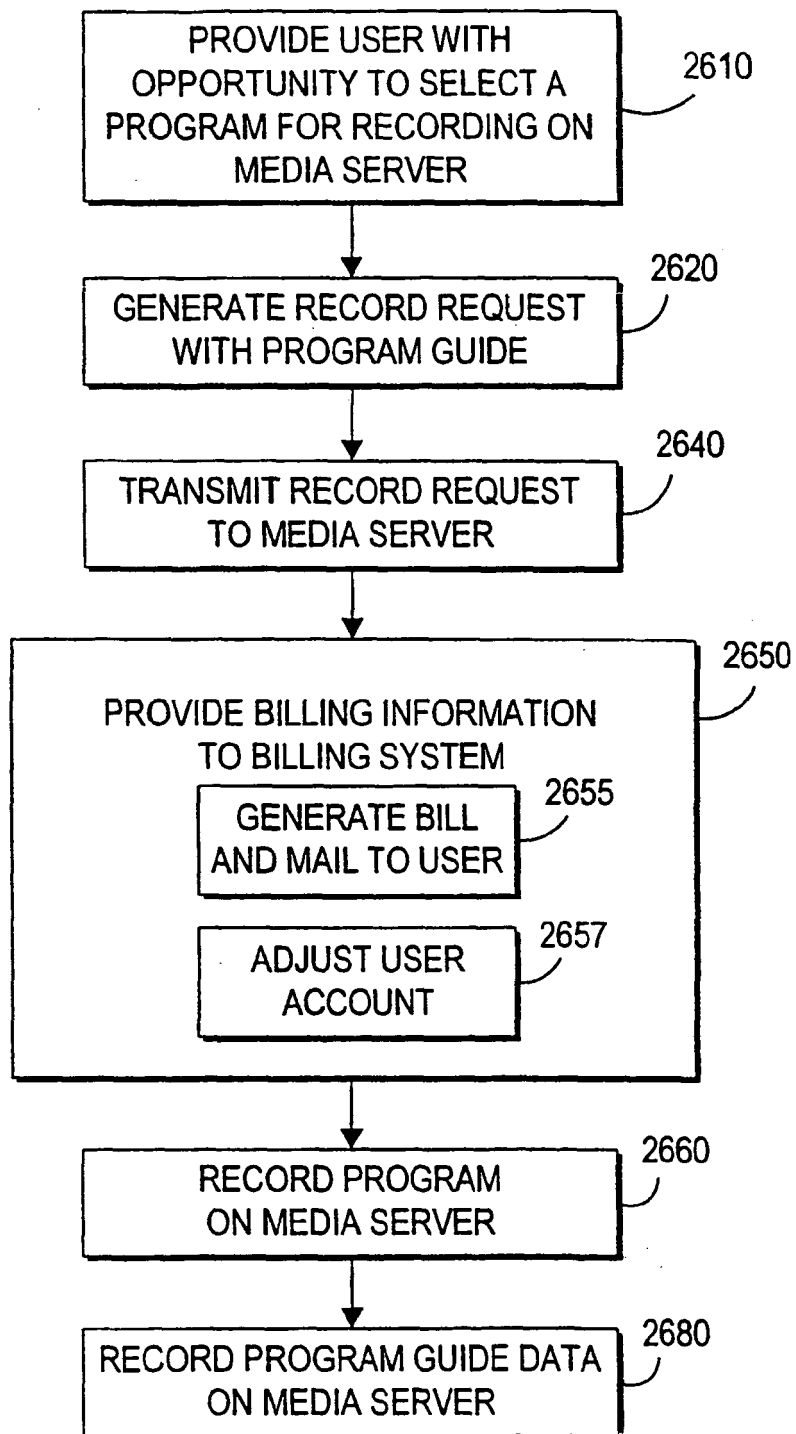 PROVIDE USER WITH
OPPORTUNITY TO SELECT A
PROGRAM FOR RECORDING ON
MEDIA SERVER
2610
GENERATE RECORD REQUEST
WITH PROGRAM GUIDE
2620
TRANSMIT RECORD REQUEST
TO MEDIA SERVER
2640
PROVIDE BILLING INFORMATION
TO BILLING SYSTEM
2650
GENERATE BILL
AND MAIL TO USER
2655
ADJUST USER
ACCOUNT
2657
RECORD PROGRAM
ON MEDIA SERVER
2660
RECORD PROGRAM GUIDE DATA
ON MEDIA SERVER
2680